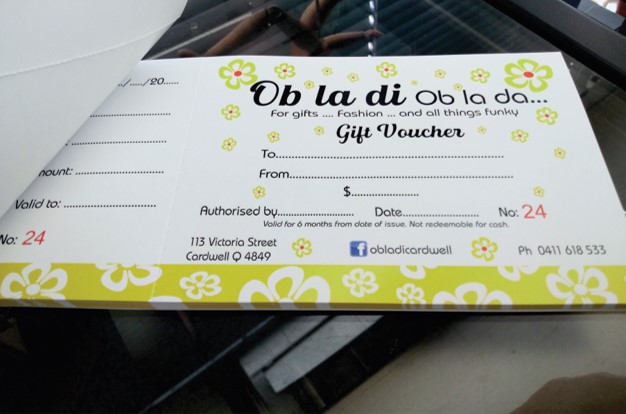 ../...../20......
.........................
: ........................
nount: .........................
Valid to: .........................
No: 24
Ob la di Ob la da...
For gifts .... Fashion ... and all things funky
Gift Voucher
To.....................................................................
From...................................................................
$....................
Authorised by....................... Date....................... No: 24
Valid for 6 months from date of issue. Not redeemable for cash.
113 Victoria Street
Cardwell Q 4849
f obladicardwell
Ph 0411 618 533